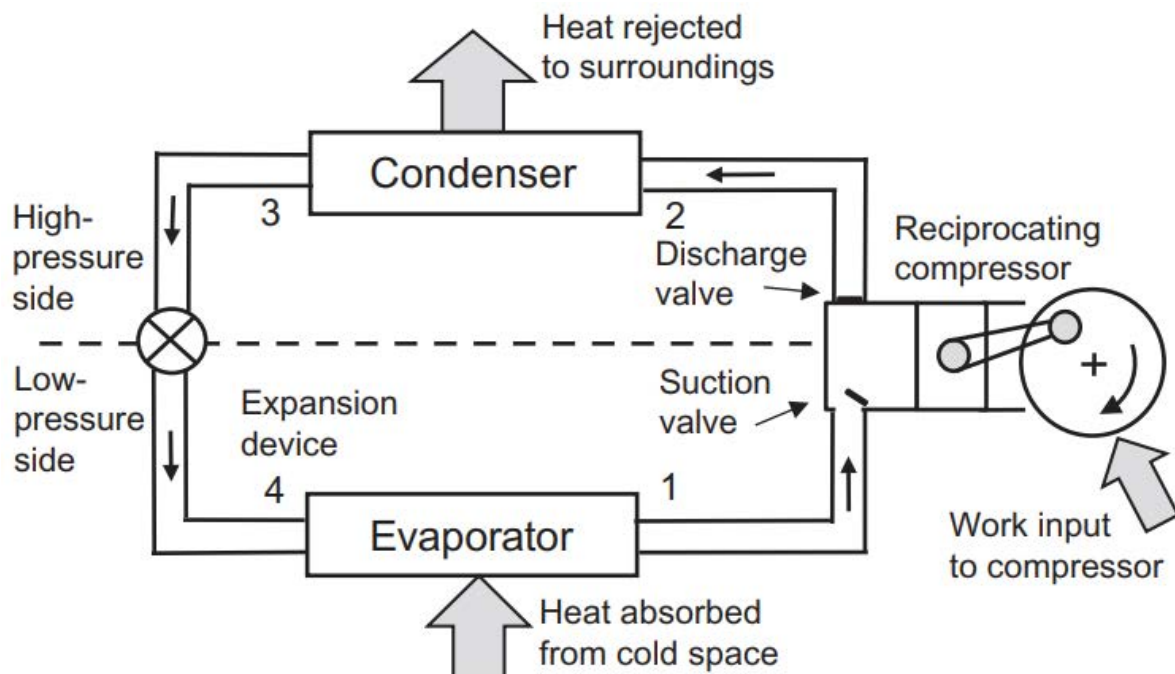 Heat rejected
to surroundings
Condenser
3
2
High-
pressure
side
Discharge
valve
Reciprocating
compressor
Low-
pressure
side
Expansion
device
Suction
valve
4
1
Evaporator
Work input
to compressor
Heat absorbed
from cold space